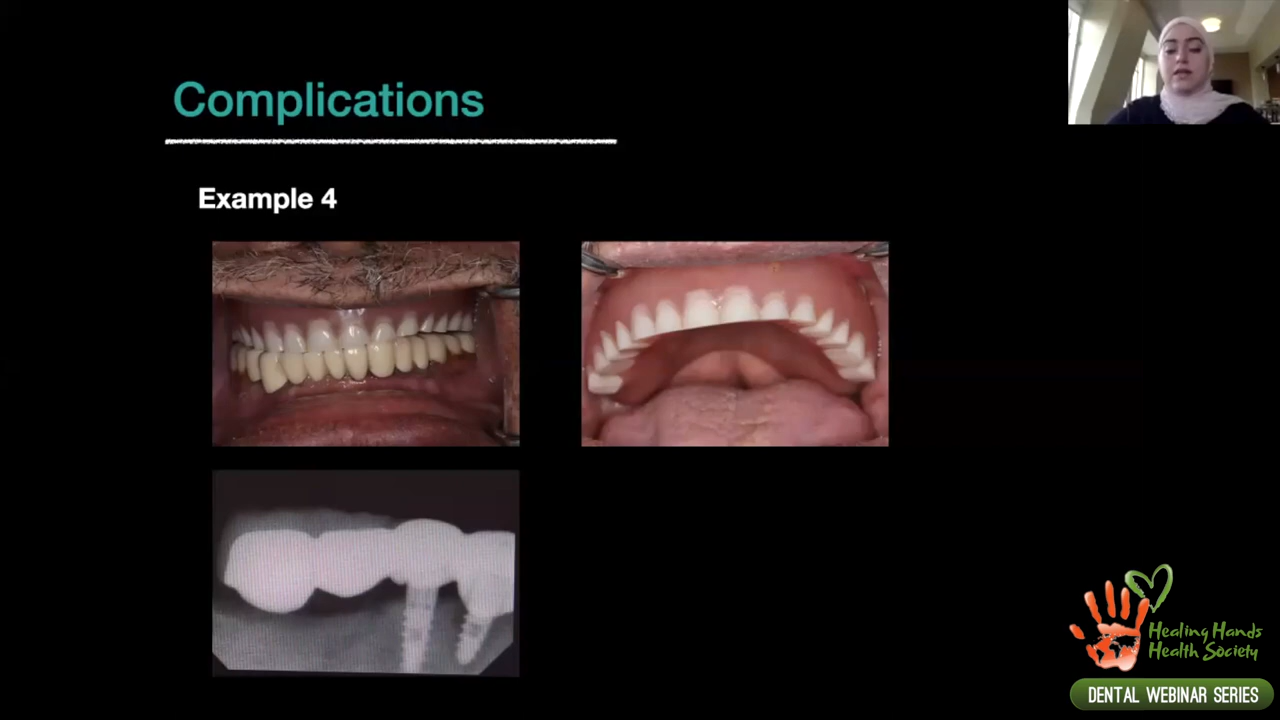 Complications
Example 4
Healing Hands
Health Society
DENTAL WEBINAR SERIES